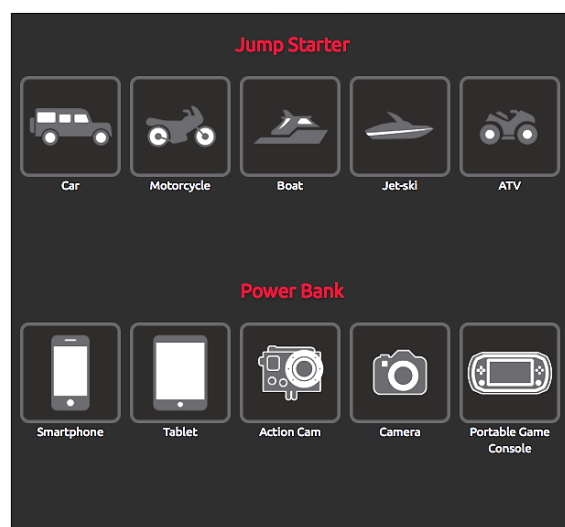 Jump Starter
Car
Motorcycle
Boat
Jet-ski
ATV
Power Bank
Smartphone
Tablet
Action Cam
Camera
Portable Game
Console